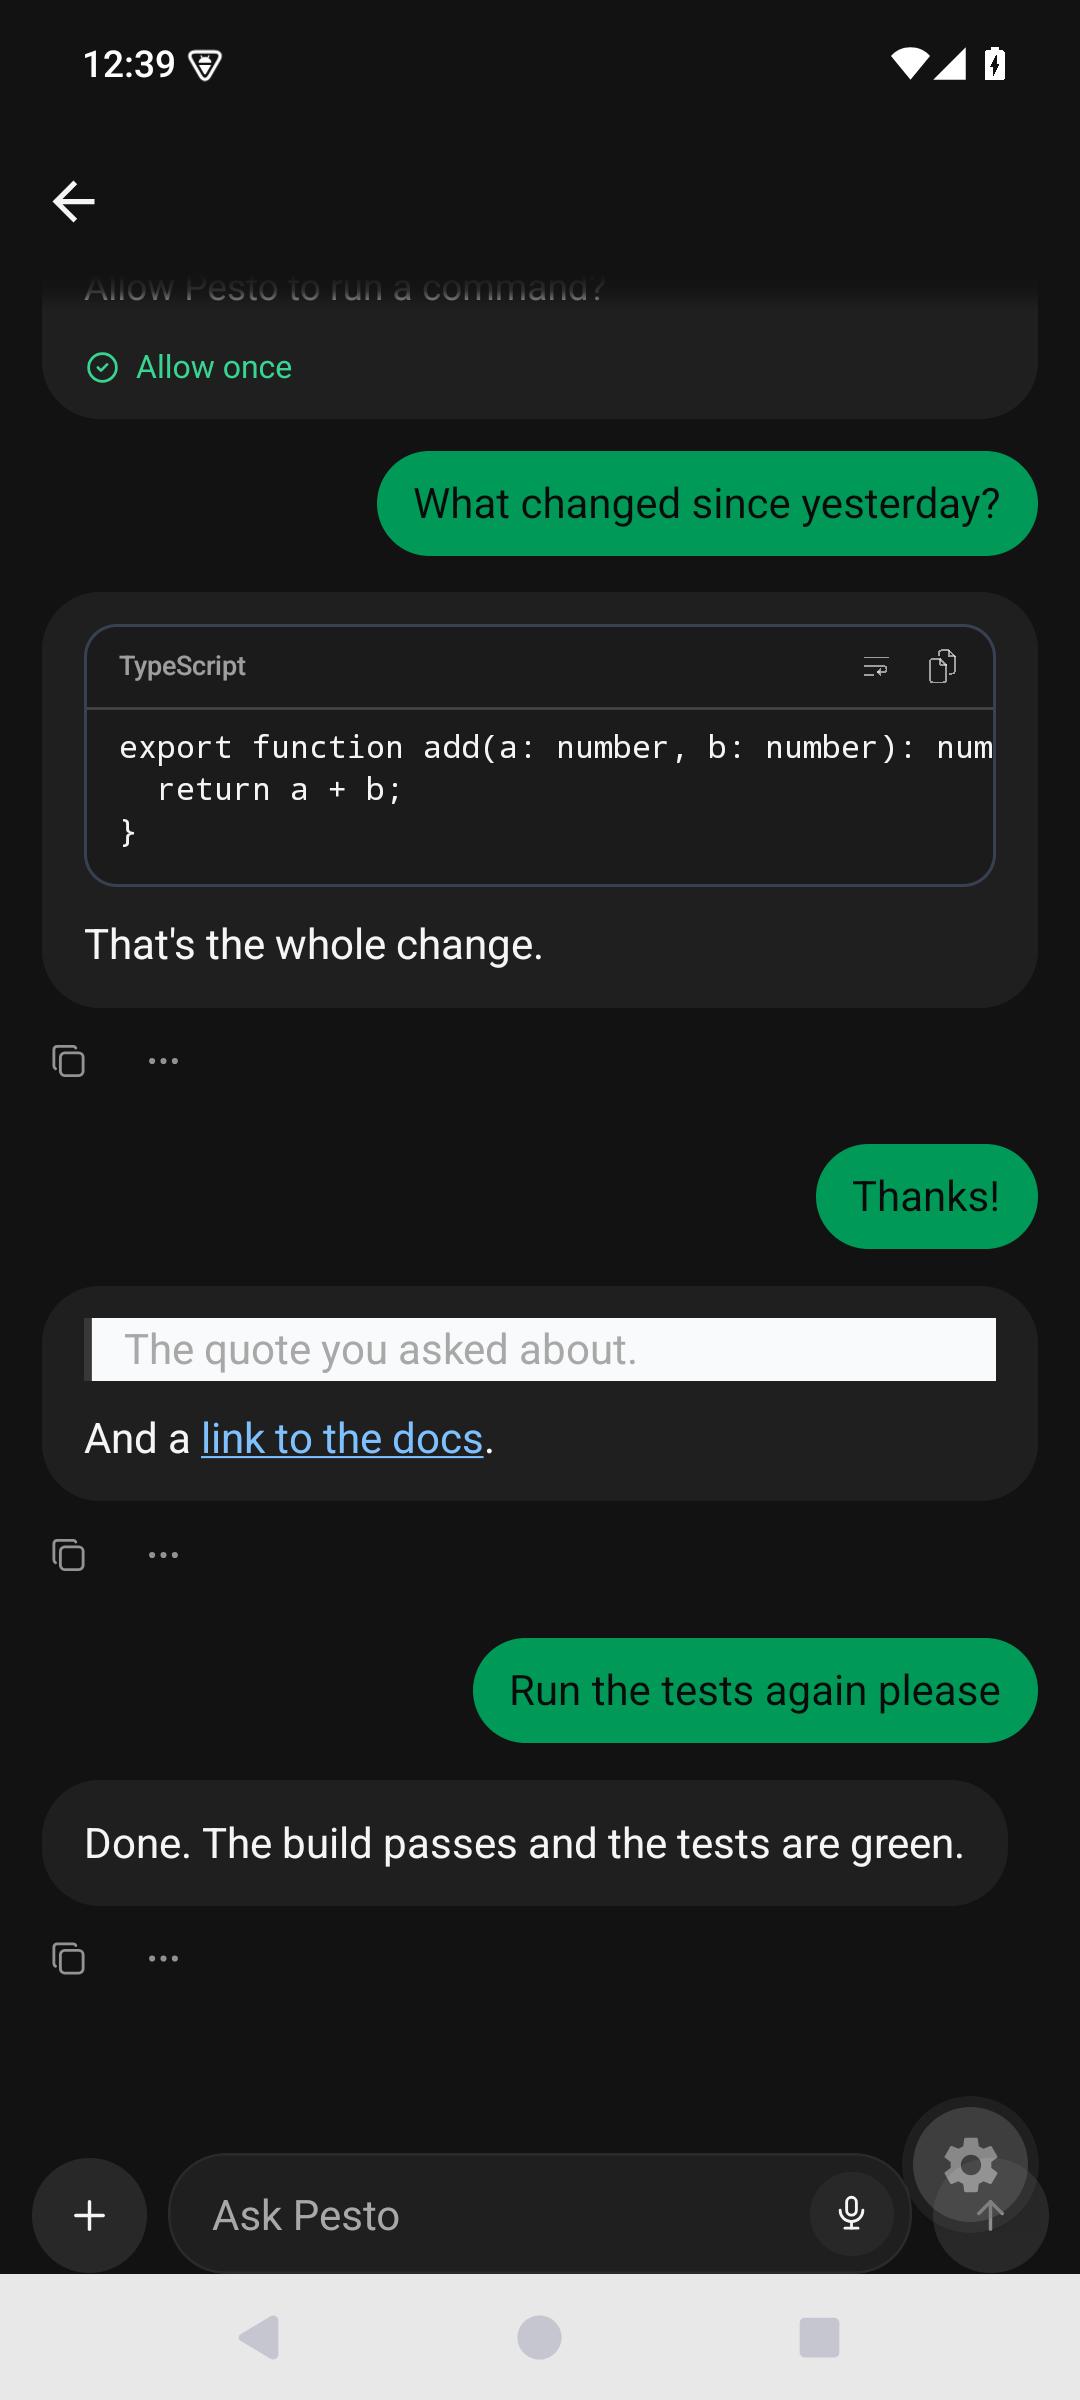 12:39
Allow Pesto to run a command?
Allow once
What changed since yesterday?
TypeScript
export function add(a: number, b: number): num
  return a + b;
}
That's the whole change.
Thanks!
The quote you asked about.
And a link to the docs.
Run the tests again please
Done. The build passes and the tests are green.
Ask Pesto